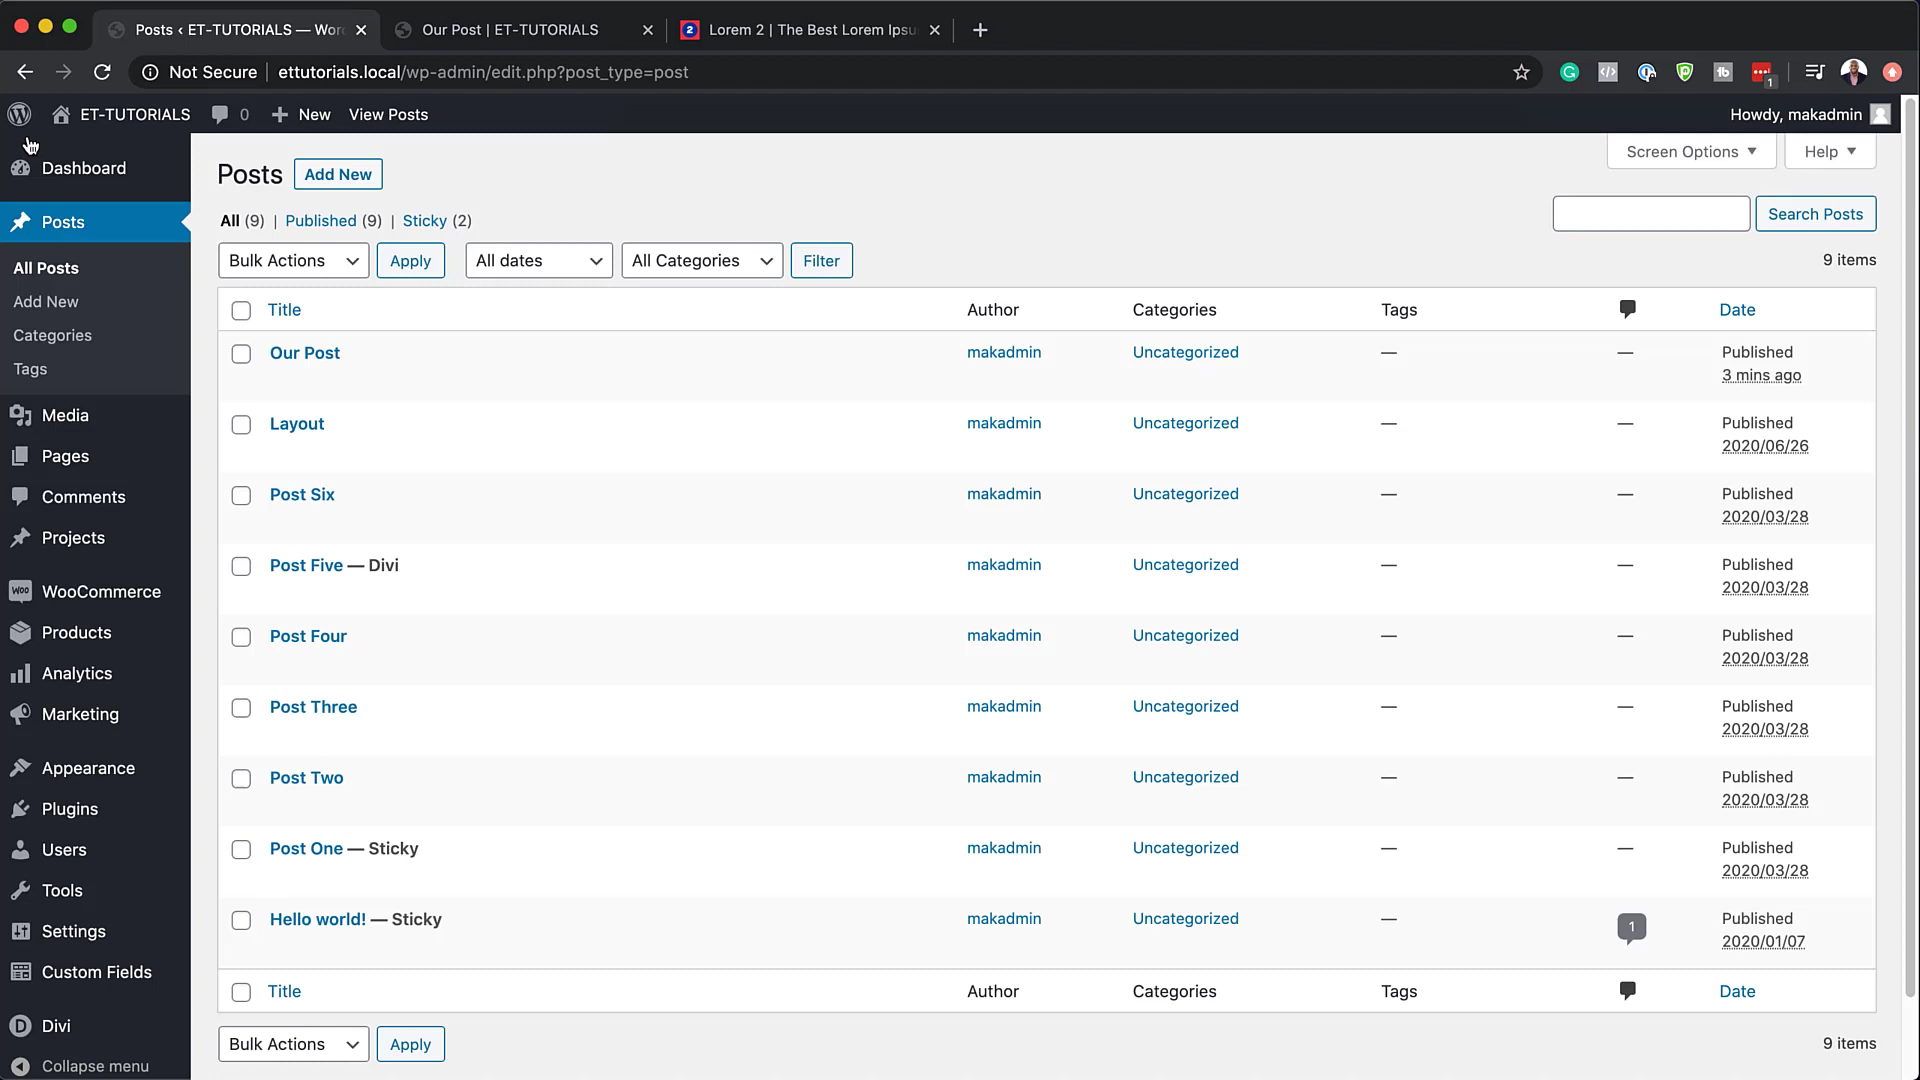 Posts ‹ ET-TUTORIALS — Wor
Our Post | ET-TUTORIALS
2 Lorem 2 | The Best Lorem Ipsu
Not Secure | ettutorials.local/wp-admin/edit.php?post_type=post
1
ET-TUTORIALS 0 New View Posts Howdy, makadmin
Dashboard
Posts
All Posts
Add New
Categories
Tags
Media
Pages
Comments
Projects
WooCommerce
Products
Analytics
Marketing
Appearance
Plugins
Users
Tools
Settings
Custom Fields
Divi
Collapse menu
Screen Options Help
Posts Add New
All (9) | Published (9) | Sticky (2)
Search Posts
Bulk Actions Apply All dates All Categories Filter 9 items
Title Author Categories Tags Date
Our Post makadmin Uncategorized — — Published
3 mins ago
Layout makadmin Uncategorized — — Published
2020/06/26
Post Six makadmin Uncategorized — — Published
2020/03/28
Post Five — Divi makadmin Uncategorized — — Published
2020/03/28
Post Four makadmin Uncategorized — — Published
2020/03/28
Post Three makadmin Uncategorized — — Published
2020/03/28
Post Two makadmin Uncategorized — — Published
2020/03/28
Post One — Sticky makadmin Uncategorized — — Published
2020/03/28
Hello world! — Sticky makadmin Uncategorized — 1 Published
2020/01/07
Title Author Categories Tags Date
Bulk Actions Apply 9 items